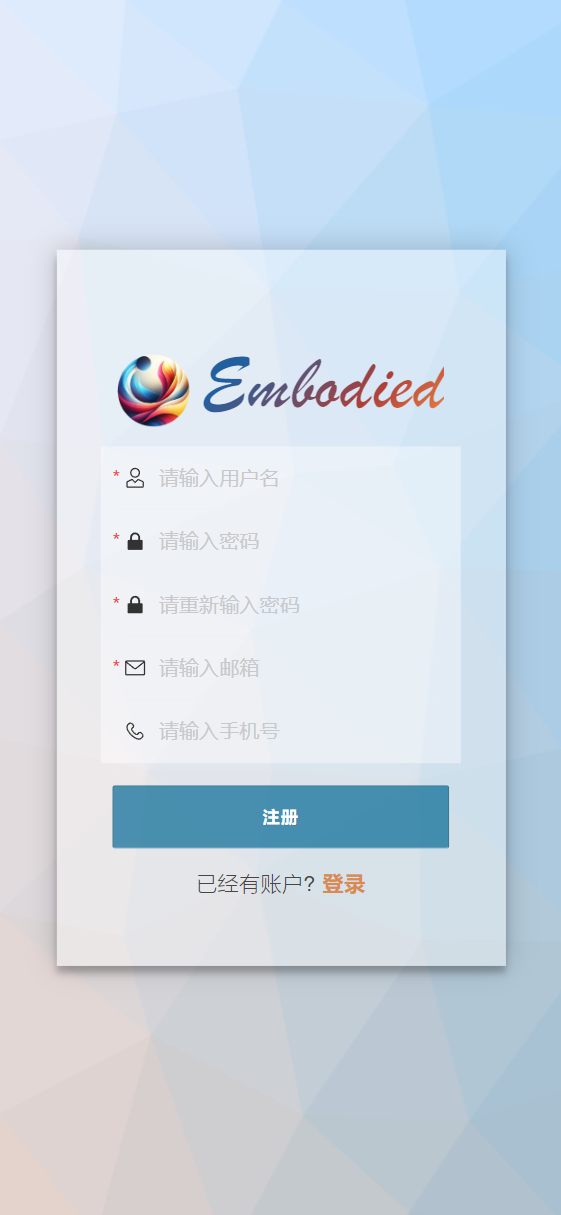 Embodied
* 请输入用户名
* 请输入密码
* 请重新输入密码
* 请输入邮箱
请输入手机号
注册
已经有账户? 登录